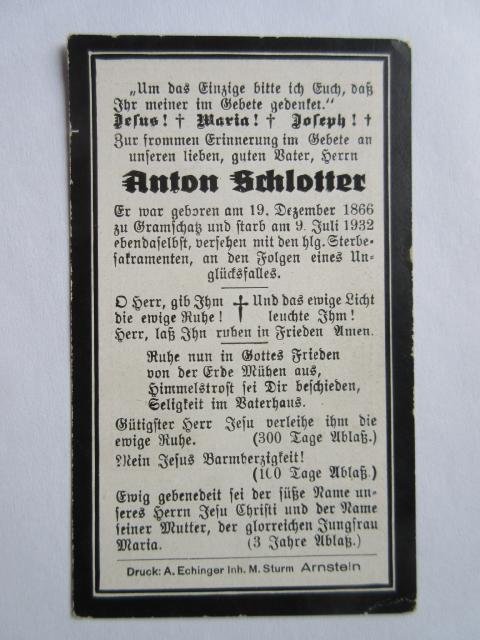 „Um das Einzige bitte ich Euch, daß
Ihr meiner im Gebete gedenket.“
Jesus! † Maria! † Joseph! †
Zur frommen Erinnerung im Gebete an
unseren lieben, guten Vater, Herrn
Anton Schlotter
Er war geboren am 19. Dezember 1866
zu Gramschatz und starb am 9. Juli 1932
ebendaselbst, versehen mit den hlg. Sterbe-
sakramenten, an den Folgen eines Un-
glücksfalles.
O Herr, gib Ihm † Und das ewige Licht
die ewige Ruhe! leuchte Ihm!
Herr, laß Ihn ruhen in Frieden Amen.
Ruhe nun in Gottes Frieden
von der Erde Mühen aus,
Himmelstrost sei Dir beschieden,
Seligkeit im Vaterhaus.
Gütigster Herr Jesu verleihe ihm die
ewige Ruhe. (300 Tage Ablaß.)
Mein Jesus Barmherzigkeit!
(100 Tage Ablaß.)
Ewig gebenedeit sei der süße Name un-
seres Herrn Jesu Christi und der Name
seiner Mutter, der glorreichen Jungfrau
Maria. (3 Jahre Ablaß.)
Druck: A. Echinger Inh. M. Sturm Arnstein